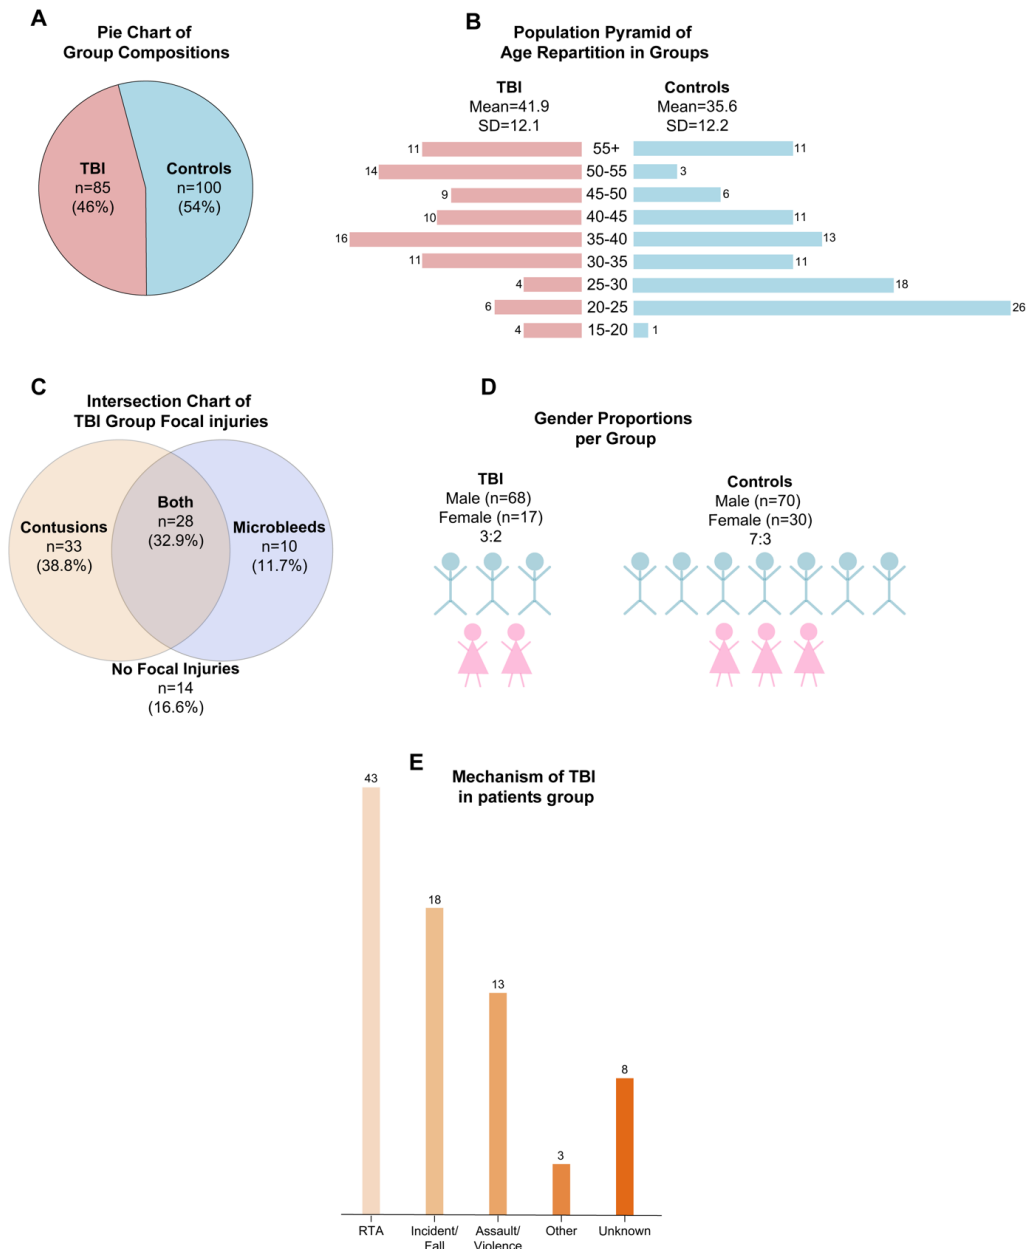 A
Pie Chart of
Group Compositions
TBI
n=85
(46%)
Controls
n=100
(54%)
B
Population Pyramid of
Age Repartition in Groups
TBI
Mean=41.9
SD=12.1
Controls
Mean=35.6
SD=12.2
11 55+ 11
14 50-55 3
9 45-50 6
10 40-45 11
16 35-40 13
11 30-35 11
4 25-30 18
6 20-25 26
4 15-20 1
C
Intersection Chart of
TBI Group Focal injuries
Contusions
n=33
(38.8%)
Both
n=28
(32.9%)
Microbleeds
n=10
(11.7%)
No Focal Injuries
n=14
(16.6%)
D
Gender Proportions
per Group
TBI
Male (n=68)
Female (n=17)
3:2
Controls
Male (n=70)
Female (n=30)
7:3
E
Mechanism of TBI
in patients group
43
18
13
3
8
RTA
Incident/
Fall
Assault/
Violence
Other
Unknown